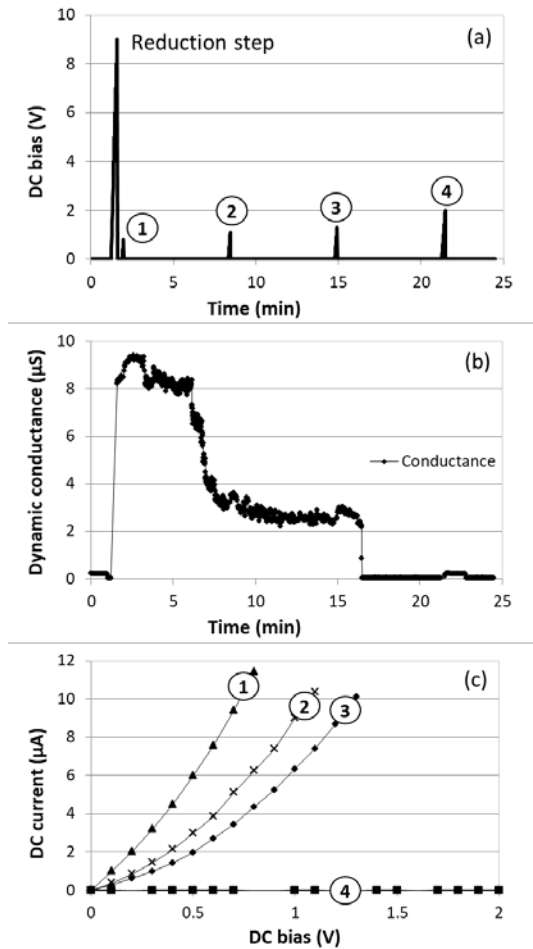 (a)
Reduction step
DC bias (V)
10
8
6
4
2
0
1
2
3
4
0 5 10 15 20 25
Time (min)
(b)
Dynamic conductance (µS)
10
8
6
4
2
0
Conductance
0 5 10 15 20 25
Time (min)
(c)
DC current (µA)
12
10
8
6
4
2
0
1
2
3
4
0 0.5 1 1.5 2
DC bias (V)